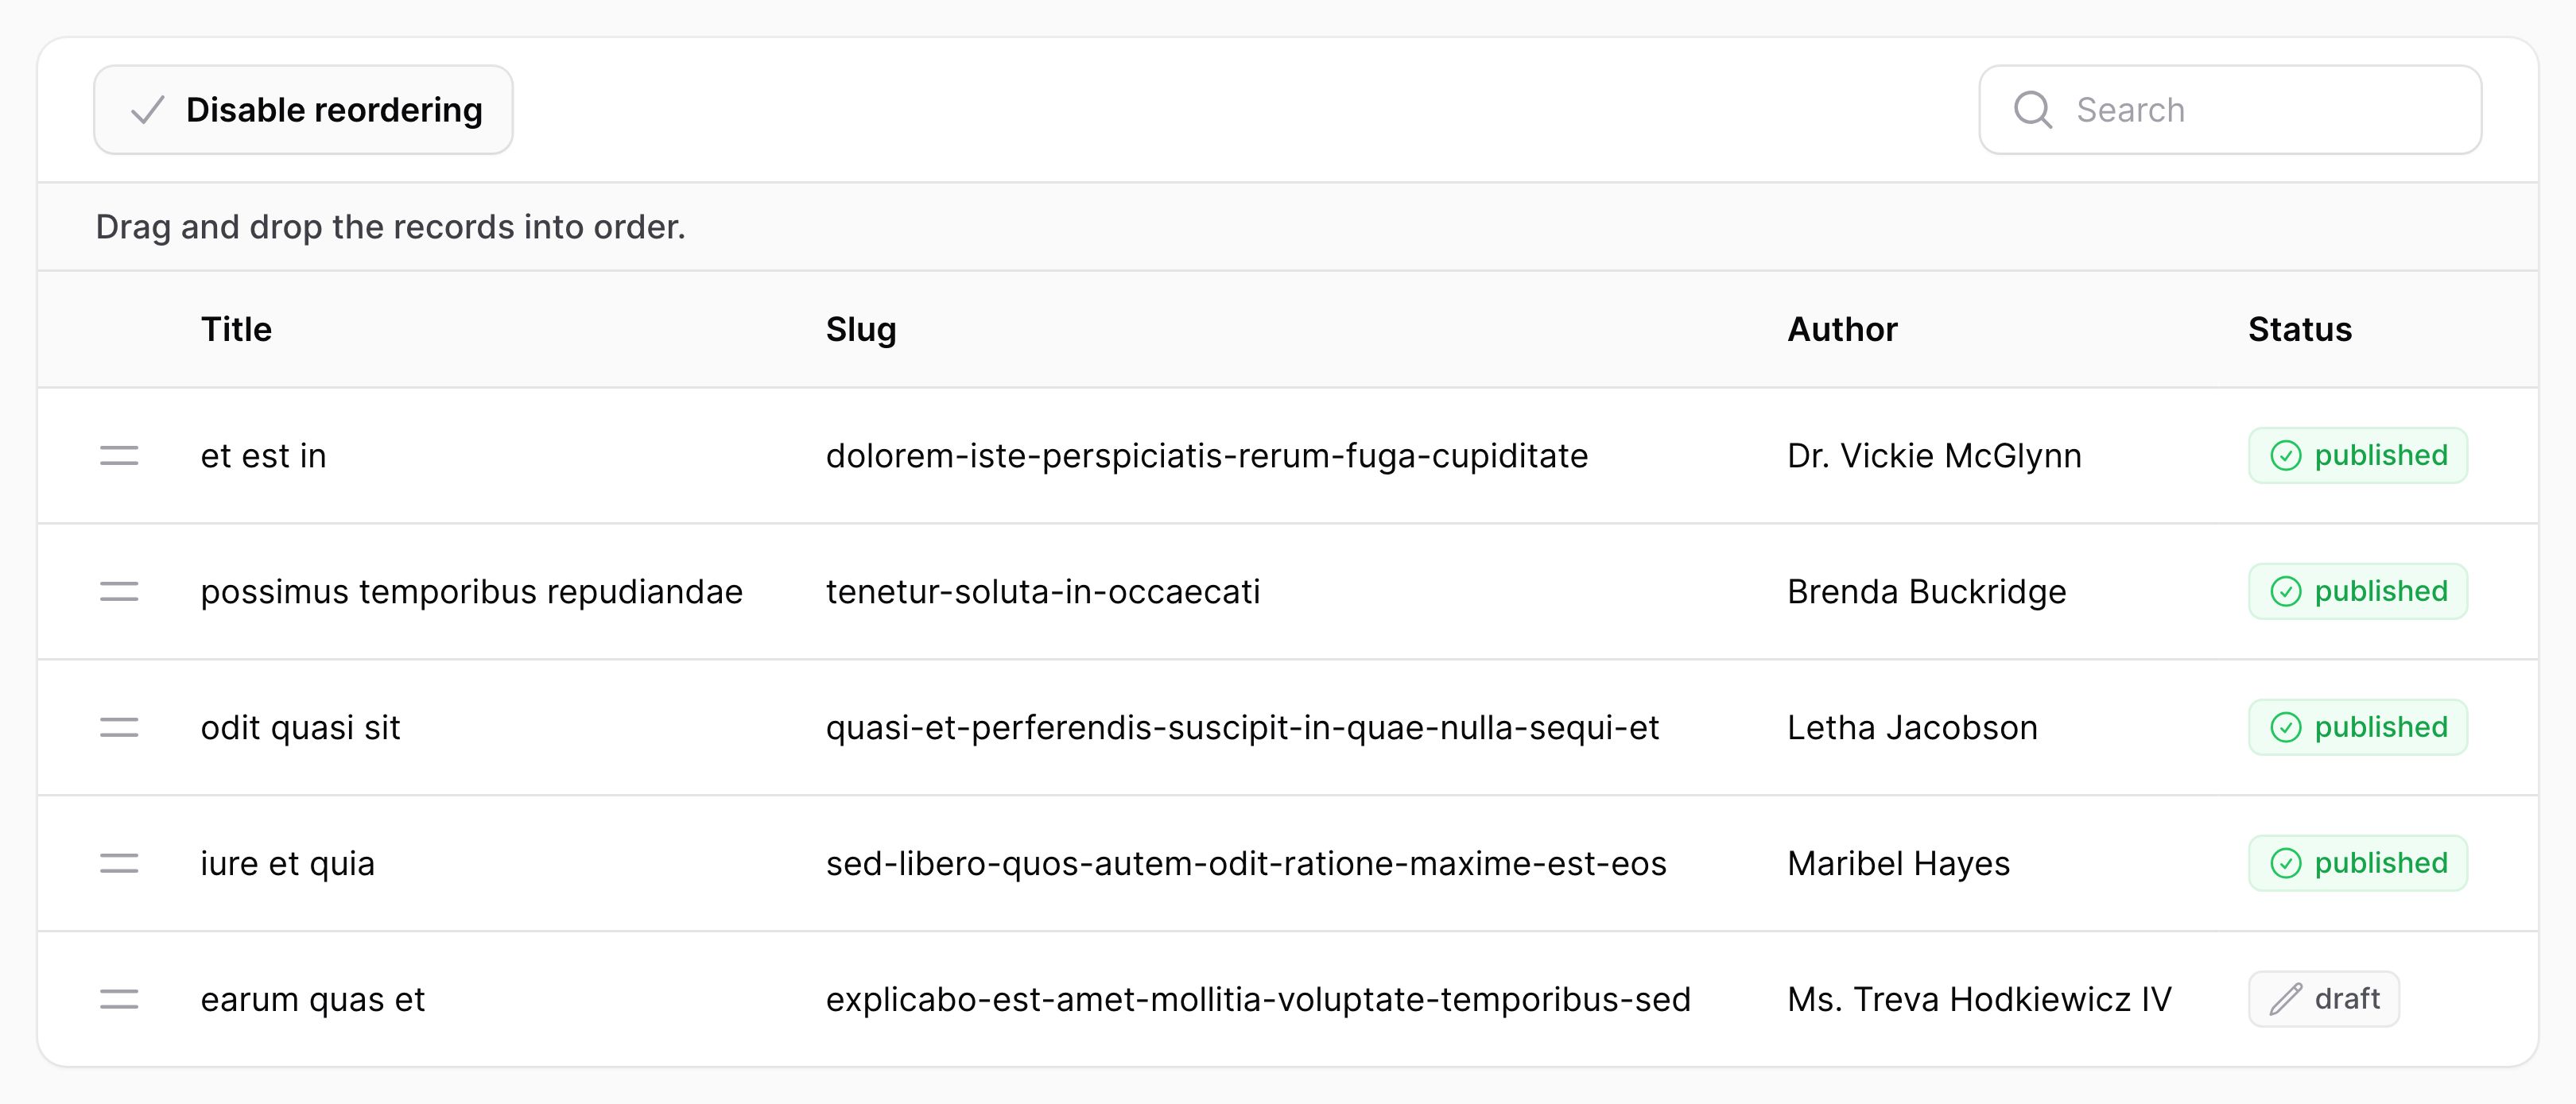 Disable reordering
Search
Drag and drop the records into order.
Title Slug Author Status
et est in dolorem-iste-perspiciatis-rerum-fuga-cupiditate Dr. Vickie McGlynn published
possimus temporibus repudiandae tenetur-soluta-in-occaecati Brenda Buckridge published
odit quasi sit quasi-et-perferendis-suscipit-in-quae-nulla-sequi-et Letha Jacobson published
iure et quia sed-libero-quos-autem-odit-ratione-maxime-est-eos Maribel Hayes published
earum quas et explicabo-est-amet-mollitia-voluptate-temporibus-sed Ms. Treva Hodkiewicz IV draft